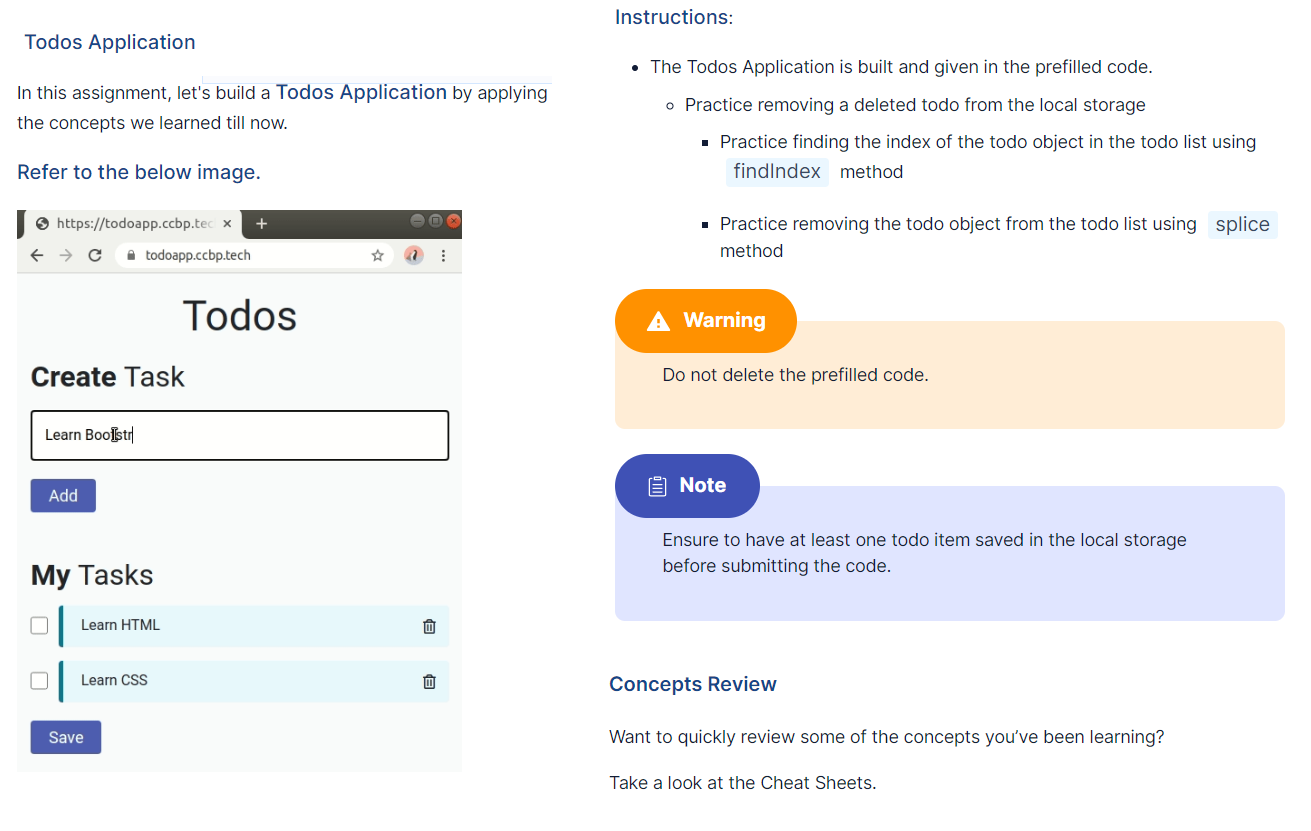 Todos Application
In this assignment, let's build a Todos Application by applying
the concepts we learned till now.
Refer to the below image.
https://todoapp.ccbp.tec
todoapp.ccbp.tech
Todos
Create Task
Learn Bootstr
Add
My Tasks
Learn HTML
Learn CSS
Save
Instructions:
The Todos Application is built and given in the prefilled code.
Practice removing a deleted todo from the local storage
Practice finding the index of the todo object in the todo list using
findIndex method
Practice removing the todo object from the todo list using splice
method
Warning
Do not delete the prefilled code.
Note
Ensure to have at least one todo item saved in the local storage
before submitting the code.
Concepts Review
Want to quickly review some of the concepts you’ve been learning?
Take a look at the Cheat Sheets.